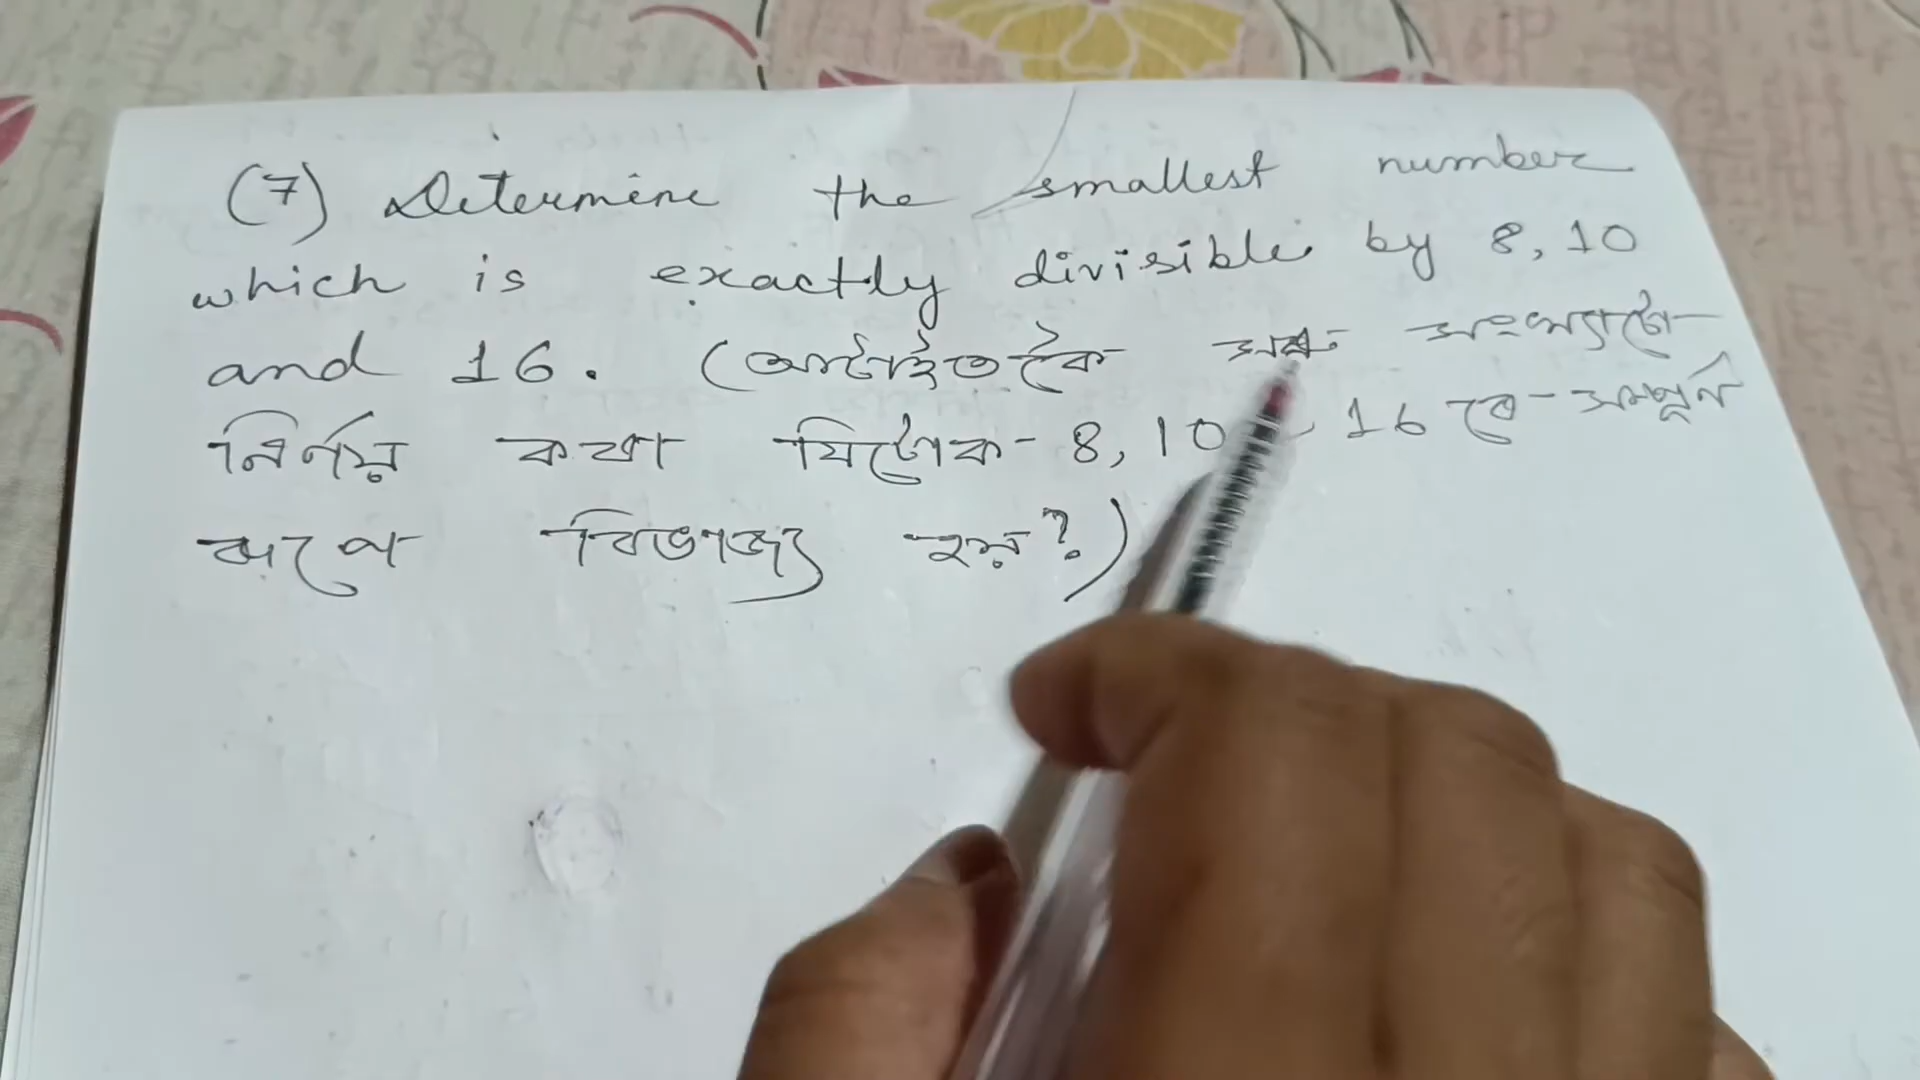 (7) Determine the smallest number
which is exactly divisible by 8, 10
and 16. (আটাইতকৈ সৰু সংখ্যাটো
নিৰ্ণয় কৰা যিটোক 8, 10 16 ৰে সম্পূৰ্ণ
ৰূপে বিভাজ্য হয়?)